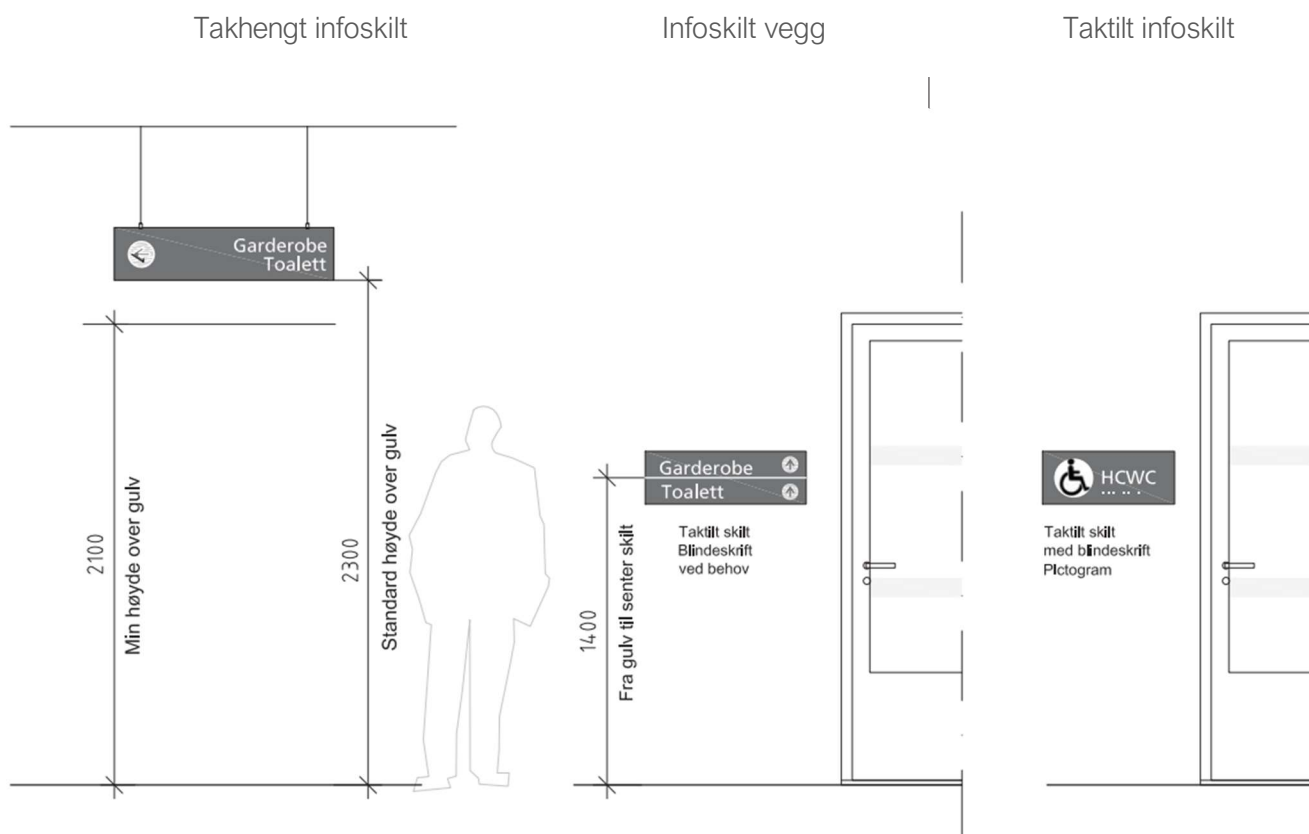 Takhengt infoskilt
Infoskilt vegg
Taktilt infoskilt
Garderobe
Toalett
2100
Min høyde over gulv
2300
Standard høyde over gulv
Garderobe
Toalett
Taktilt skilt
Blindeskrift
ved behov
1400
Fra gulv til senter skilt
HCWC
Taktilt skilt
med blindeskrift
PIctogram